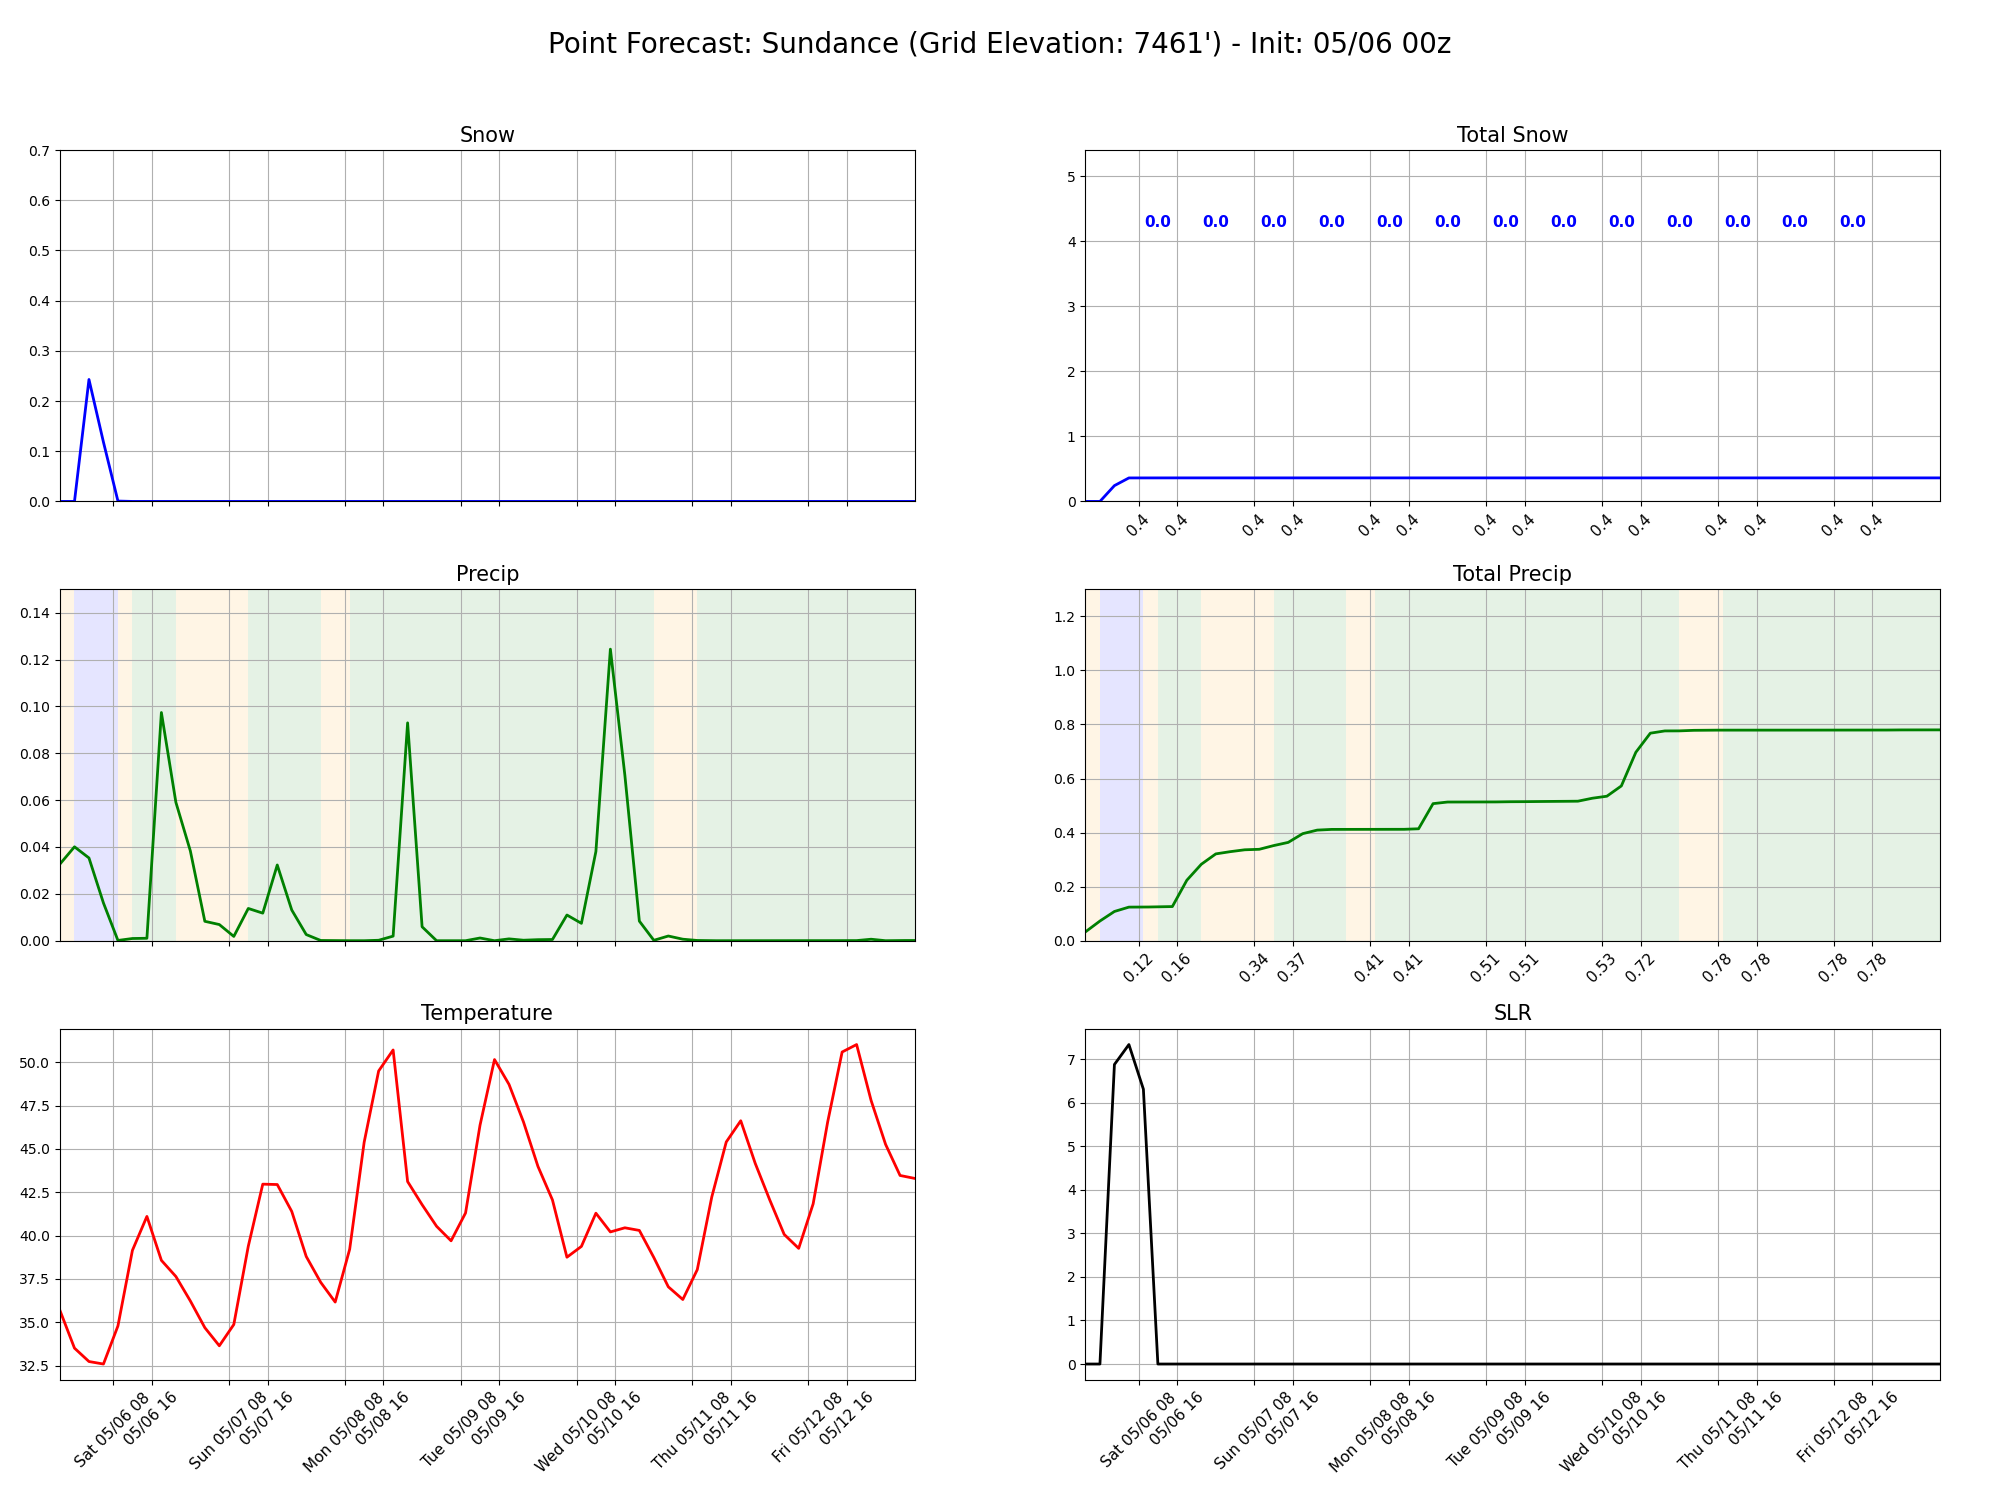 Point Forecast: Sundance (Grid Elevation: 7461') - Init: 05/06 00z
Snow
0.7
0.6
0.5
0.4
0.3
0.2
0.1
0.0
Total Snow
5
4
3
2
1
0
0.0 0.0 0.0 0.0 0.0 0.0 0.0 0.0 0.0 0.0 0.0 0.0 0.0
0.4 0.4 0.4 0.4 0.4 0.4 0.4 0.4 0.4 0.4 0.4 0.4 0.4 0.4
Precip
0.14
0.12
0.10
0.08
0.06
0.04
0.02
0.00
Total Precip
1.2
1.0
0.8
0.6
0.4
0.2
0.0
0.12 0.16 0.34 0.37 0.41 0.41 0.51 0.51 0.53 0.72 0.78 0.78 0.78 0.78
Temperature
50.0
47.5
45.0
42.5
40.0
37.5
35.0
32.5
Sat 05/06 08
05/06 16
Sun 05/07 08
05/07 16
Mon 05/08 08
05/08 16
Tue 05/09 08
05/09 16
Wed 05/10 08
05/10 16
Thu 05/11 08
05/11 16
Fri 05/12 08
05/12 16
SLR
7
6
5
4
3
2
1
0
Sat 05/06 08
05/06 16
Sun 05/07 08
05/07 16
Mon 05/08 08
05/08 16
Tue 05/09 08
05/09 16
Wed 05/10 08
05/10 16
Thu 05/11 08
05/11 16
Fri 05/12 08
05/12 16